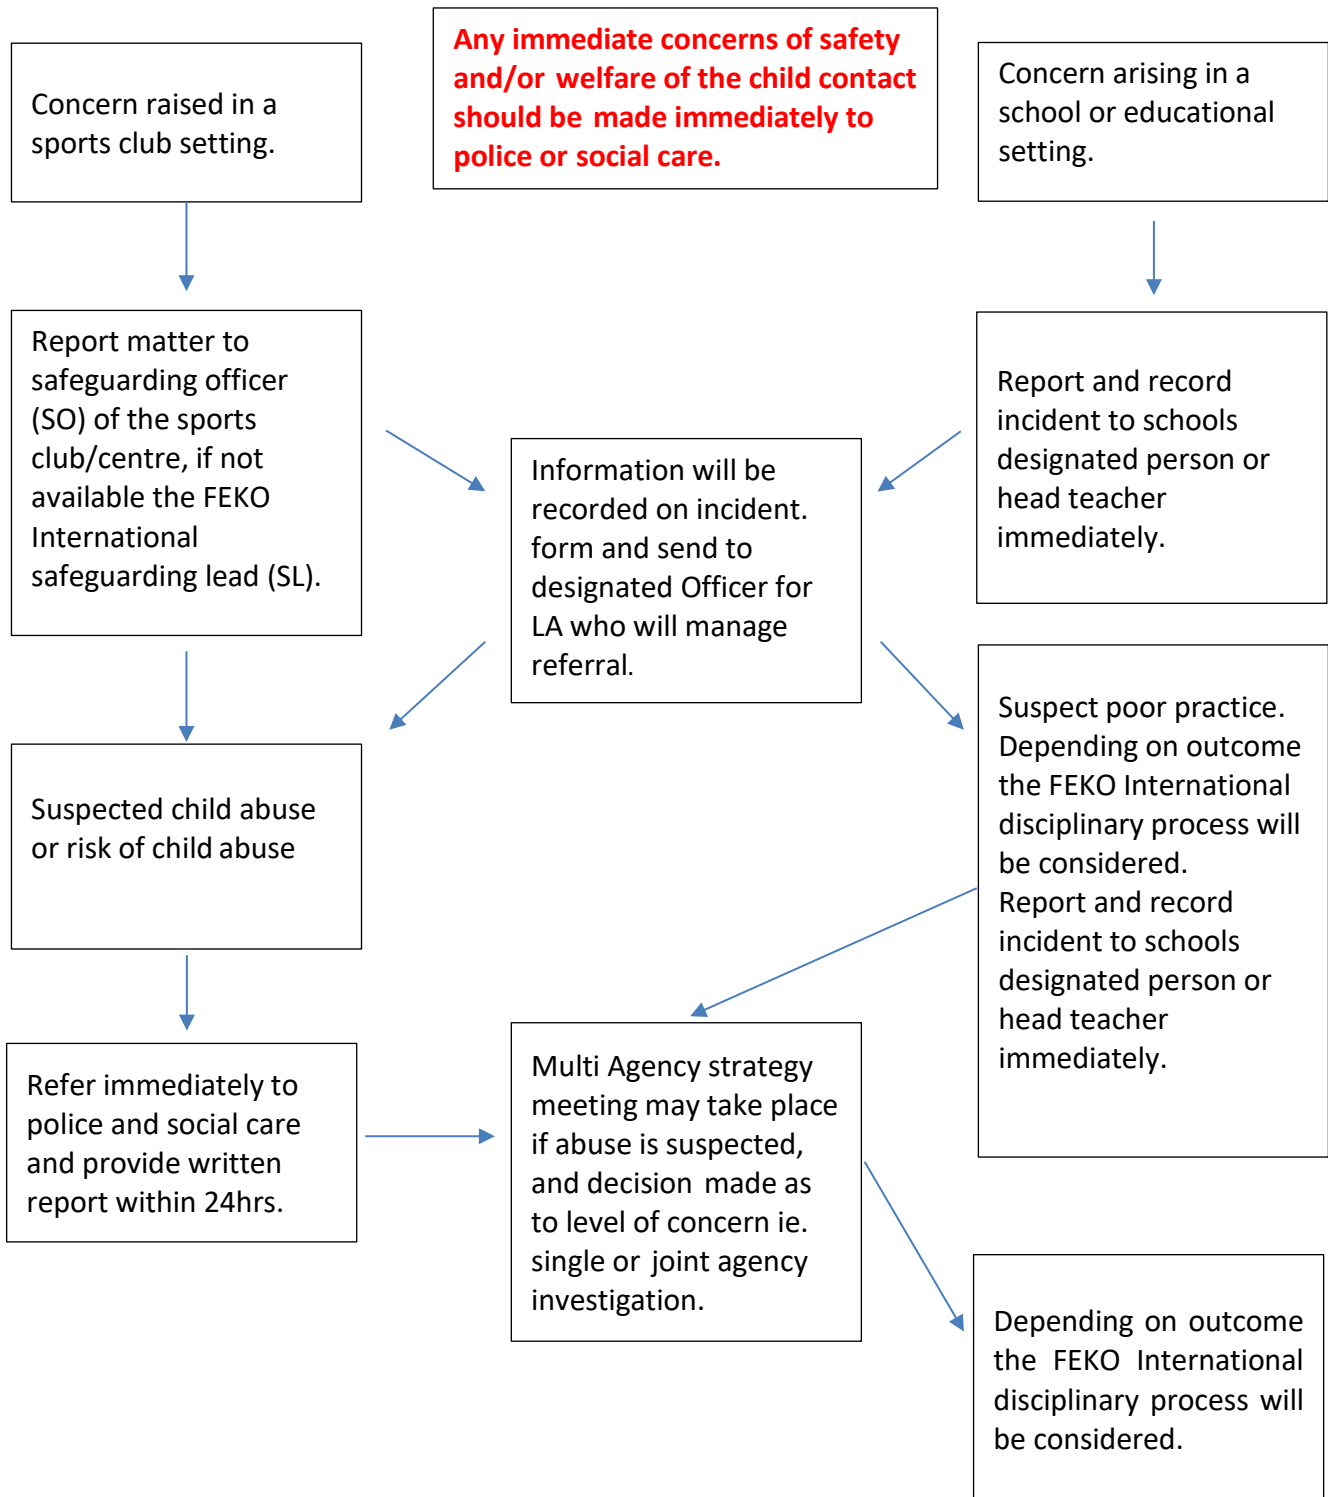 Any immediate concerns of safety
and/or welfare of the child contact
should be made immediately to
police or social care.
Concern raised in a
sports club setting.
Concern arising in a
school or educational
setting.
Report matter to
safeguarding officer
(SO) of the sports
club/centre, if not
available the FEKO
International
safeguarding lead (SL).
Information will be
recorded on incident.
form and send to
designated Officer for
LA who will manage
referral.
Report and record
incident to schools
designated person or
head teacher
immediately.
Suspected child abuse
or risk of child abuse
Suspect poor practice.
Depending on outcome
the FEKO International
disciplinary process will
be considered.
Report and record
incident to schools
designated person or
head teacher
immediately.
Refer immediately to
police and social care
and provide written
report within 24hrs.
Multi Agency strategy
meeting may take place
if abuse is suspected,
and decision made as
to level of concern ie.
single or joint agency
investigation.
Depending on outcome
the FEKO International
disciplinary process will
be considered.